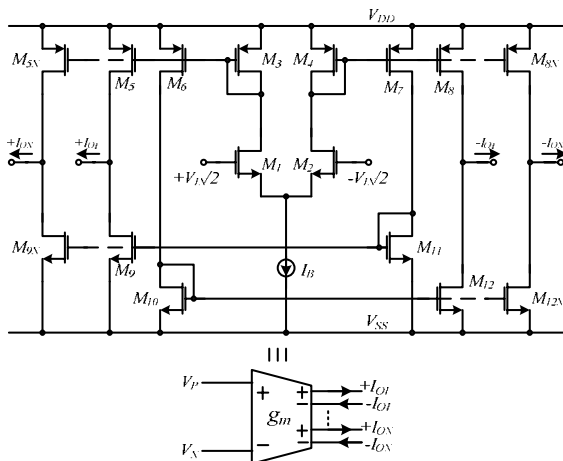 V_DD
M_5N M_5 M_6 M_3 M_4 M_7 M_8 M_8N
+I_ON +I_O1 -I_O1 -I_ON
M_1 M_2
+V_IN/2 -V_IN/2
M_9N M_9 M_11
I_B
M_10 M_12 M_12N
V_SS
V_P + + +I_O1
- -I_O1
g_m
+ +I_ON
V_N - - -I_ON